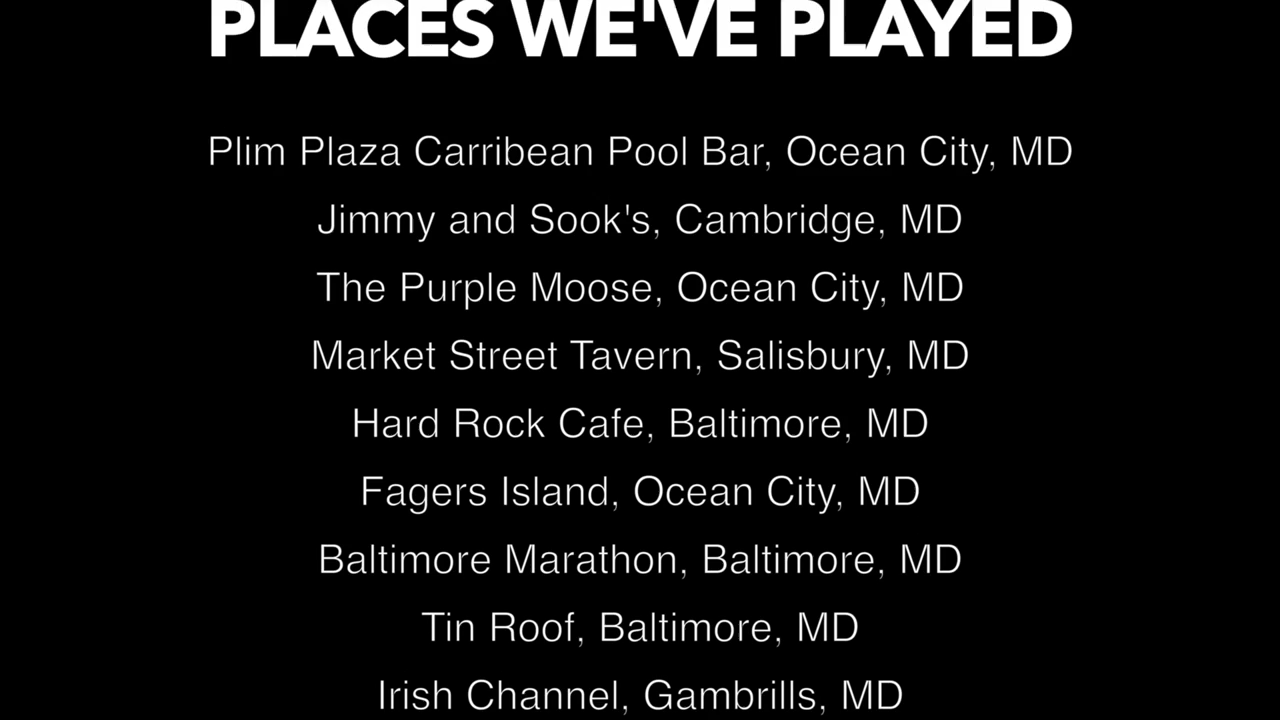 PLACES WE'VE PLAYED
Plim Plaza Carribean Pool Bar, Ocean City, MD
Jimmy and Sook's, Cambridge, MD
The Purple Moose, Ocean City, MD
Market Street Tavern, Salisbury, MD
Hard Rock Cafe, Baltimore, MD
Fagers Island, Ocean City, MD
Baltimore Marathon, Baltimore, MD
Tin Roof, Baltimore, MD
Irish Channel, Gambrills, MD